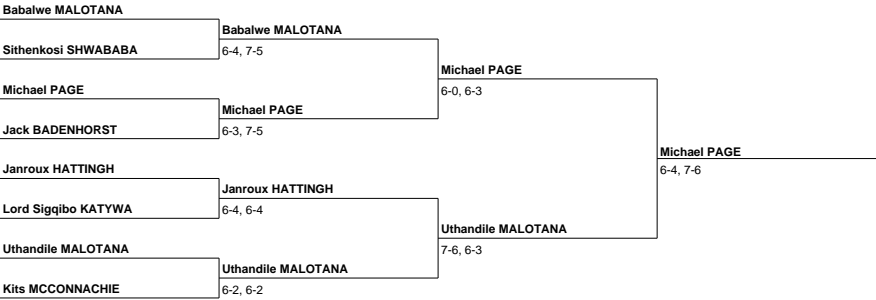 Babalwe MALOTANA
Babalwe MALOTANA
Sithenkosi SHWABABA
6-4, 7-5
Michael PAGE
Michael PAGE
6-0, 6-3
Michael PAGE
Jack BADENHORST
6-3, 7-5
Michael PAGE
Janroux HATTINGH
6-4, 7-6
Janroux HATTINGH
Lord Sigqibo KATYWA
6-4, 6-4
Uthandile MALOTANA
Uthandile MALOTANA
7-6, 6-3
Uthandile MALOTANA
Kits MCCONNACHIE
6-2, 6-2